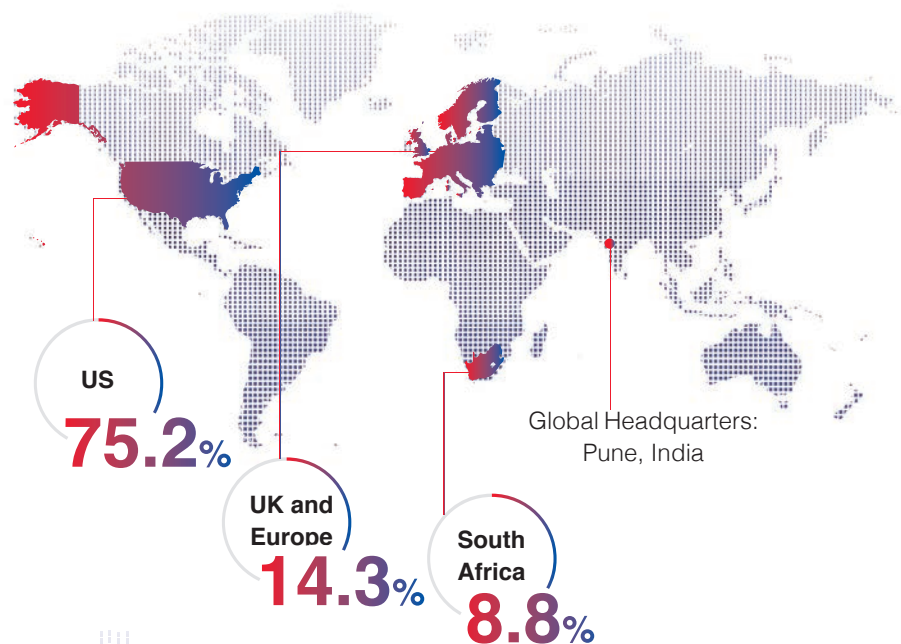 US
75.2%
Global Headquarters:
Pune, India
UK and
Europe
14.3%
South
Africa
8.8%